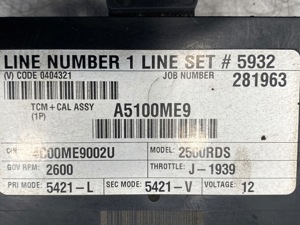 LINE NUMBER 1 LINE SET # 5932
(V) CODE 0404321 JOB NUMBER 281963
TCM + CAL ASSY A5100ME9
(1P)
4C00ME9002U MODEL: 2500RDS
GOV RPM: 2600 THROTTLE: J-1939
PRI MODE: 5421-L SEC MODE: 5421-V VOLTAGE: 12